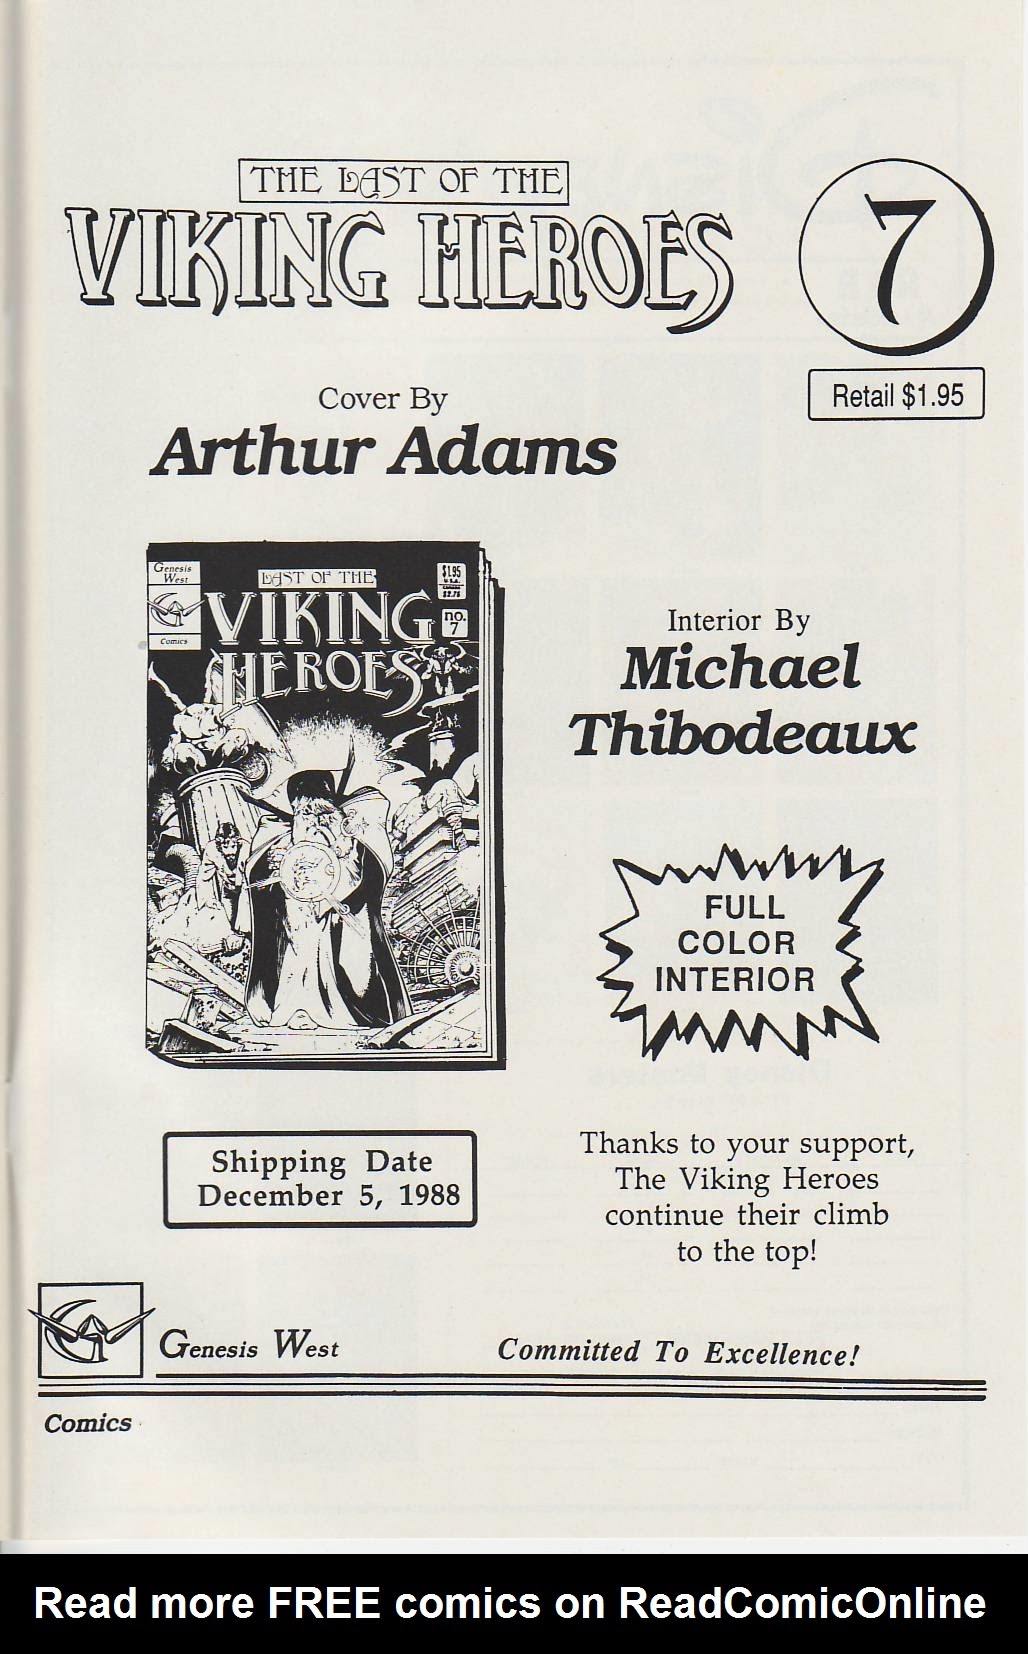 THE LAST OF THE
VIKING HEROES
7
Retail $1.95
Cover By
Arthur Adams
Genesis
West
Comics
LAST OF THE
VIKING
HEROES
$1.95
U.S.A.
CANADA
$2.75
no.
7
Interior By
Michael
Thibodeaux
FULL
COLOR
INTERIOR
Shipping Date
December 5, 1988
Thanks to your support,
The Viking Heroes
continue their climb
to the top!
Genesis West
Committed To Excellence!
Comics
Read more FREE comics on ReadComicOnline